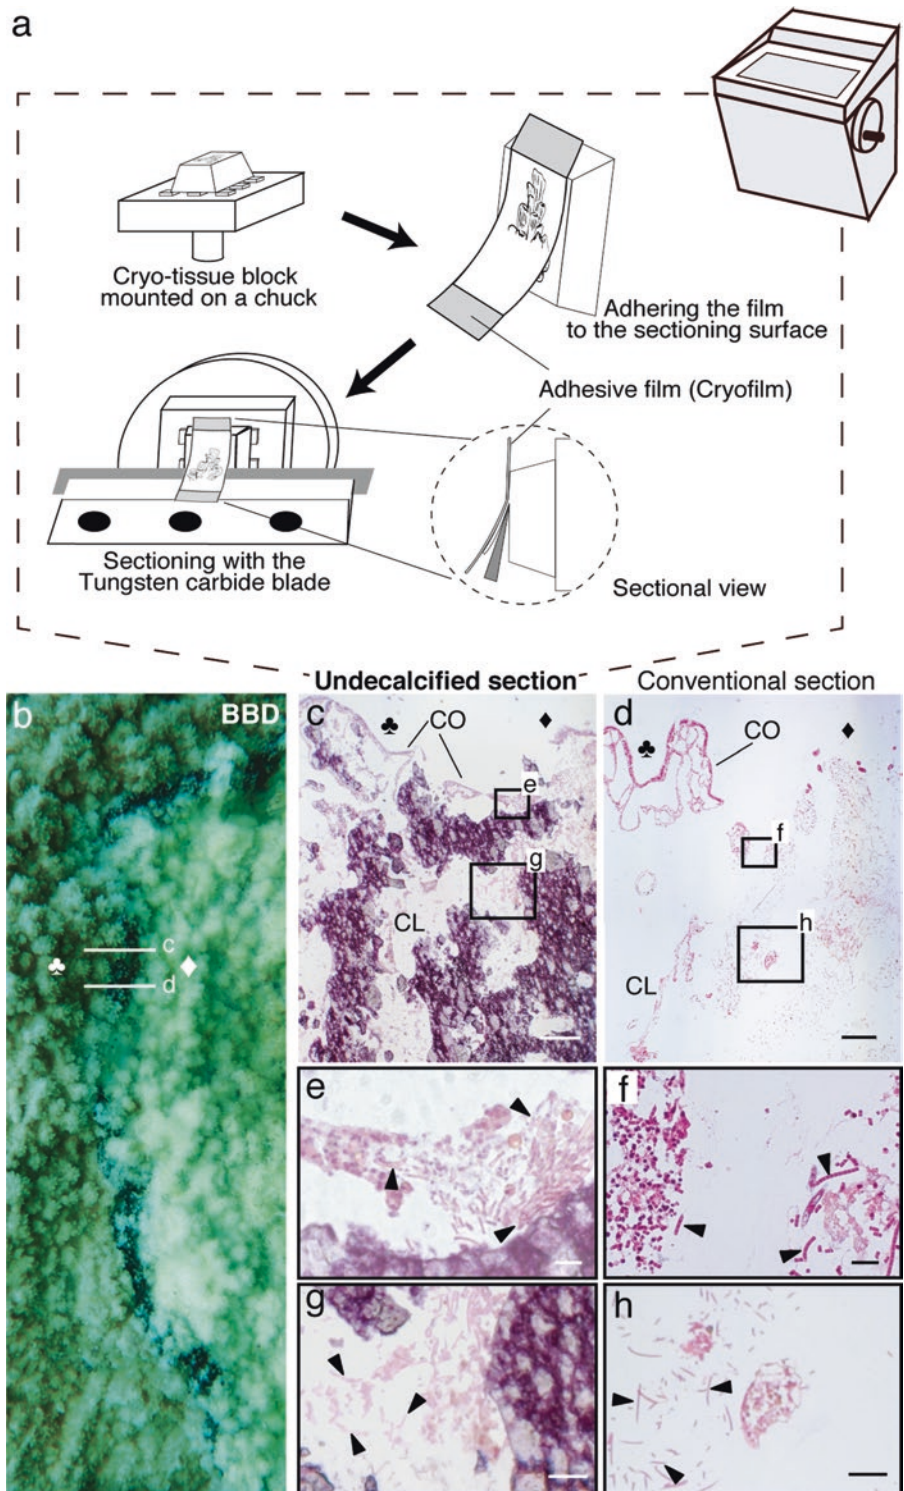 a
Cryo-tissue block
mounted on a chuck
Adhering the film
to the sectioning surface
Adhesive film (Cryofilm)
Sectioning with the
Tungsten carbide blade
Sectional view
Undecalcified section
Conventional section
b
BBD
♣
c
♦
d
c
♣
CO
♦
e
g
CL
d
♣
CO
♦
f
h
CL
e
f
g
h